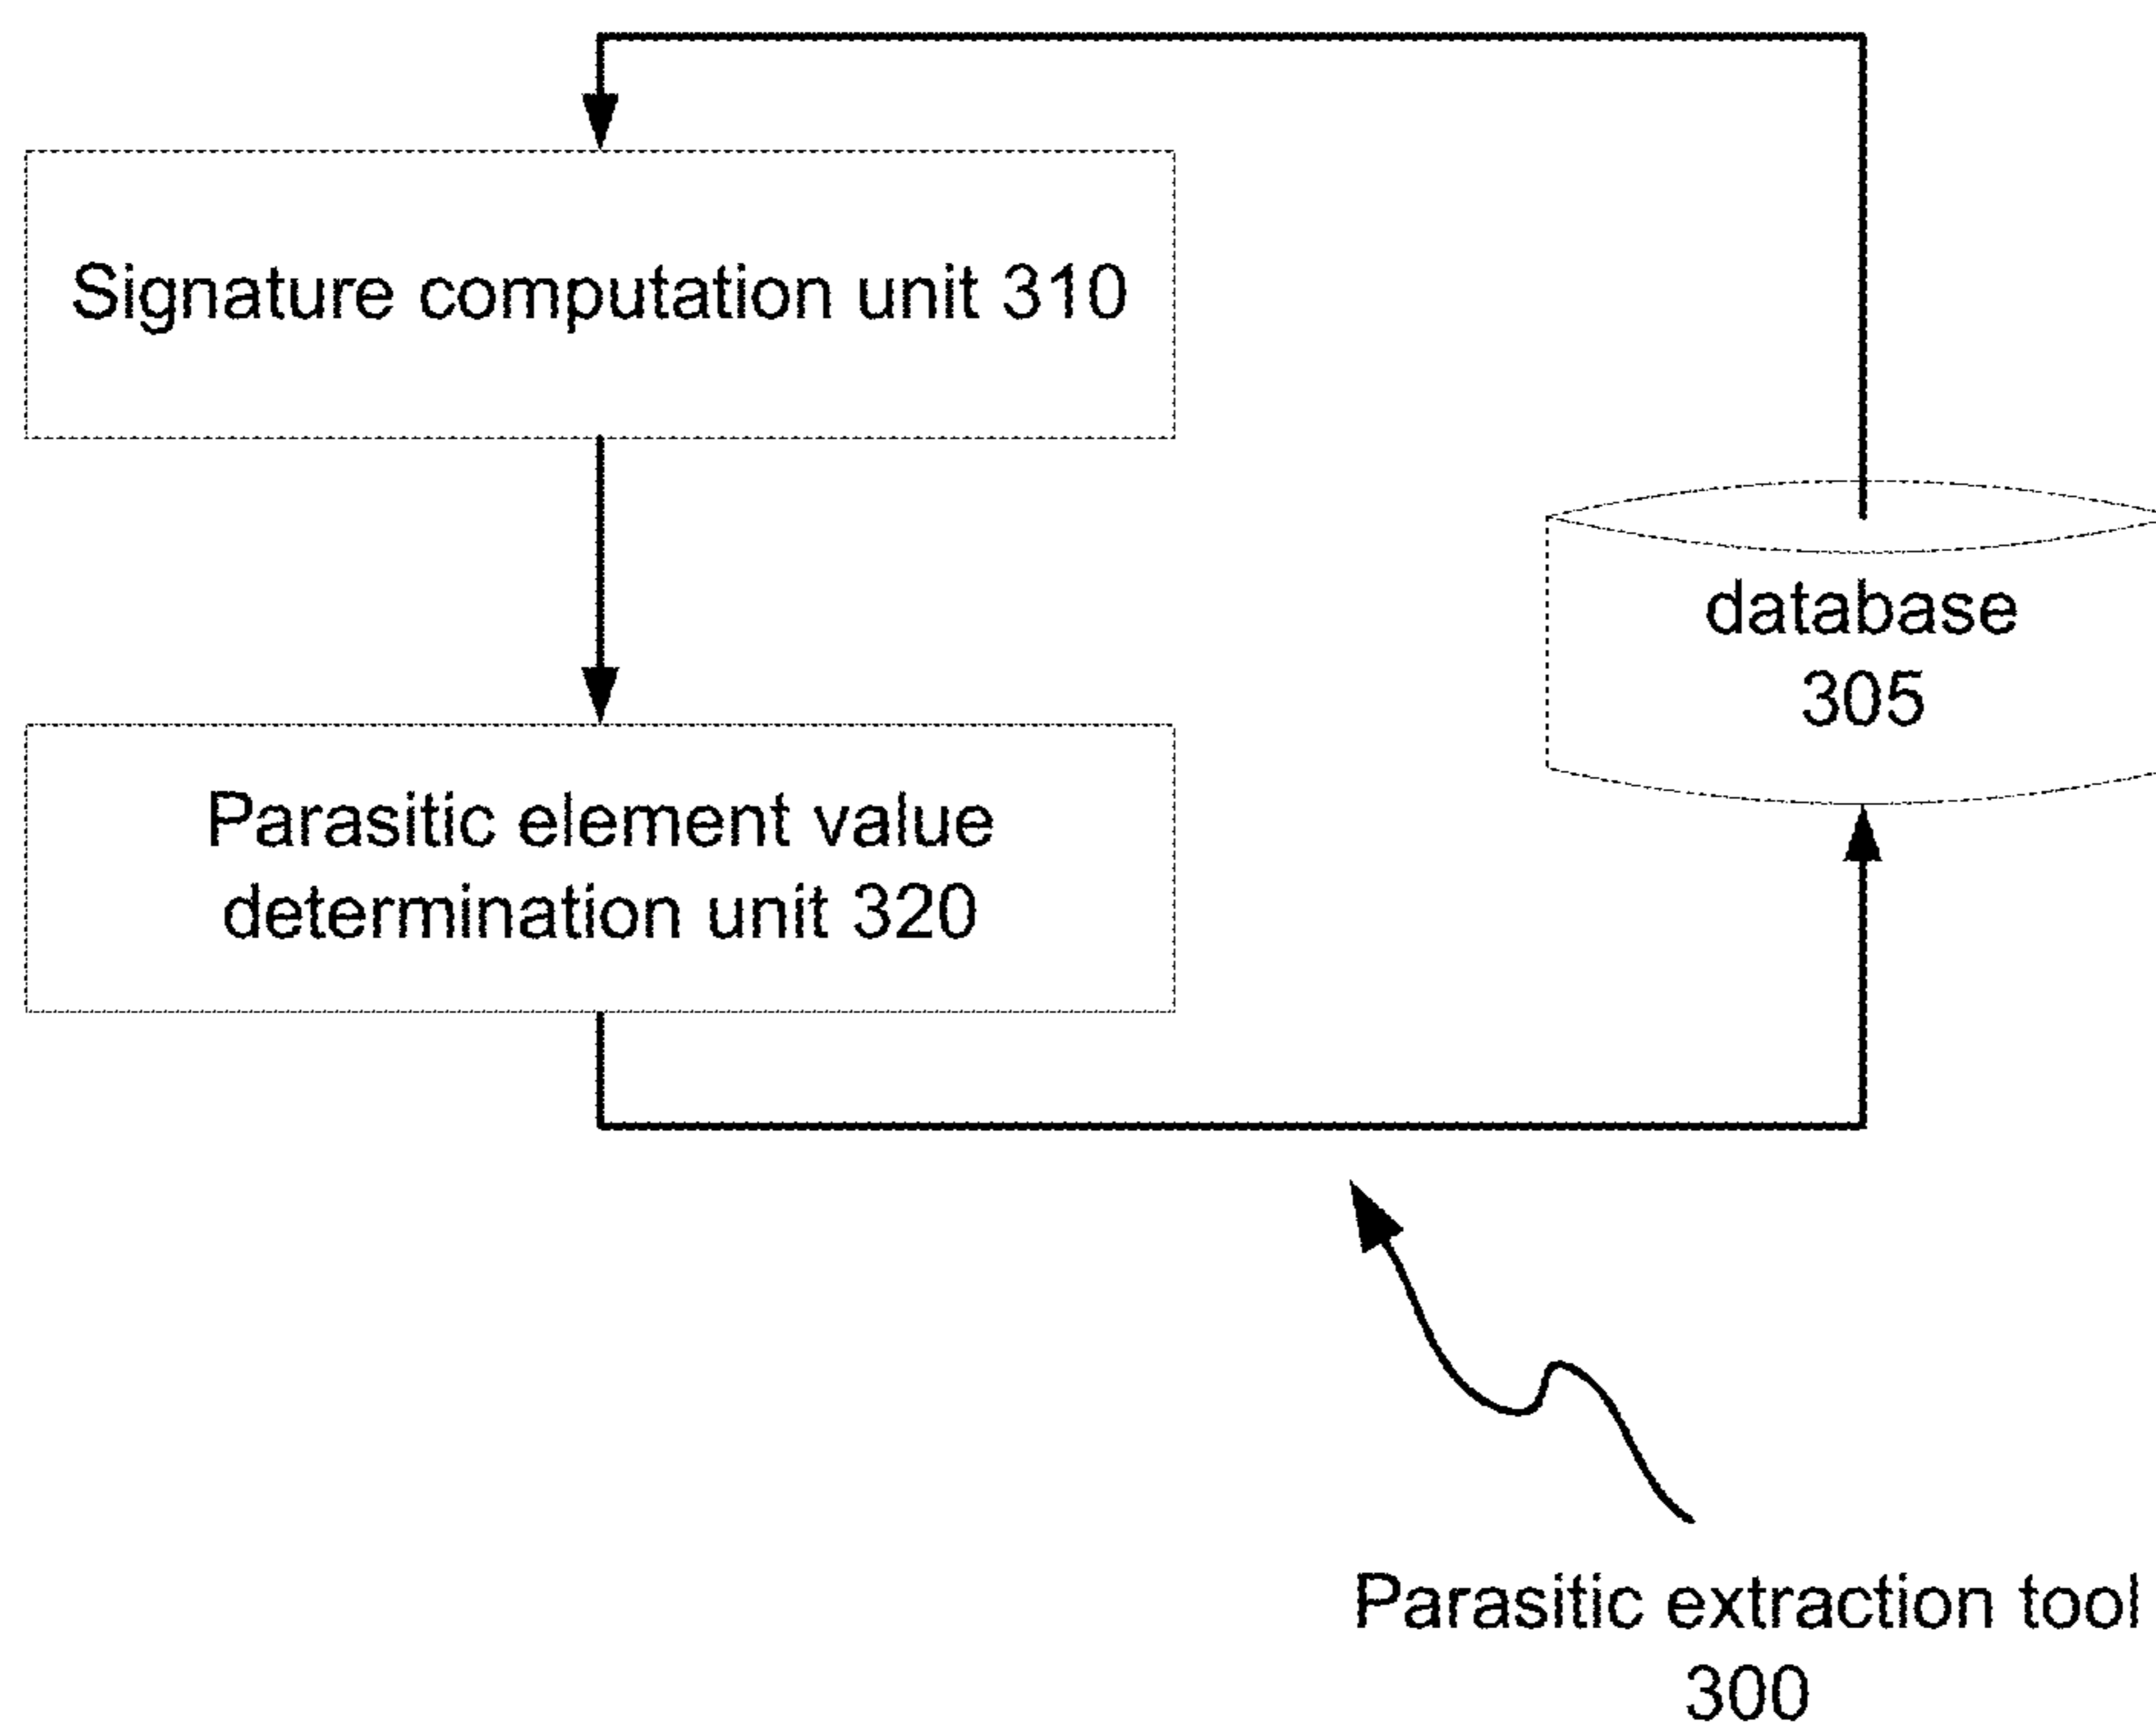 Signature computation unit 310
database
305
Parasitic element value
determination unit 320
Parasitic extraction tool
300